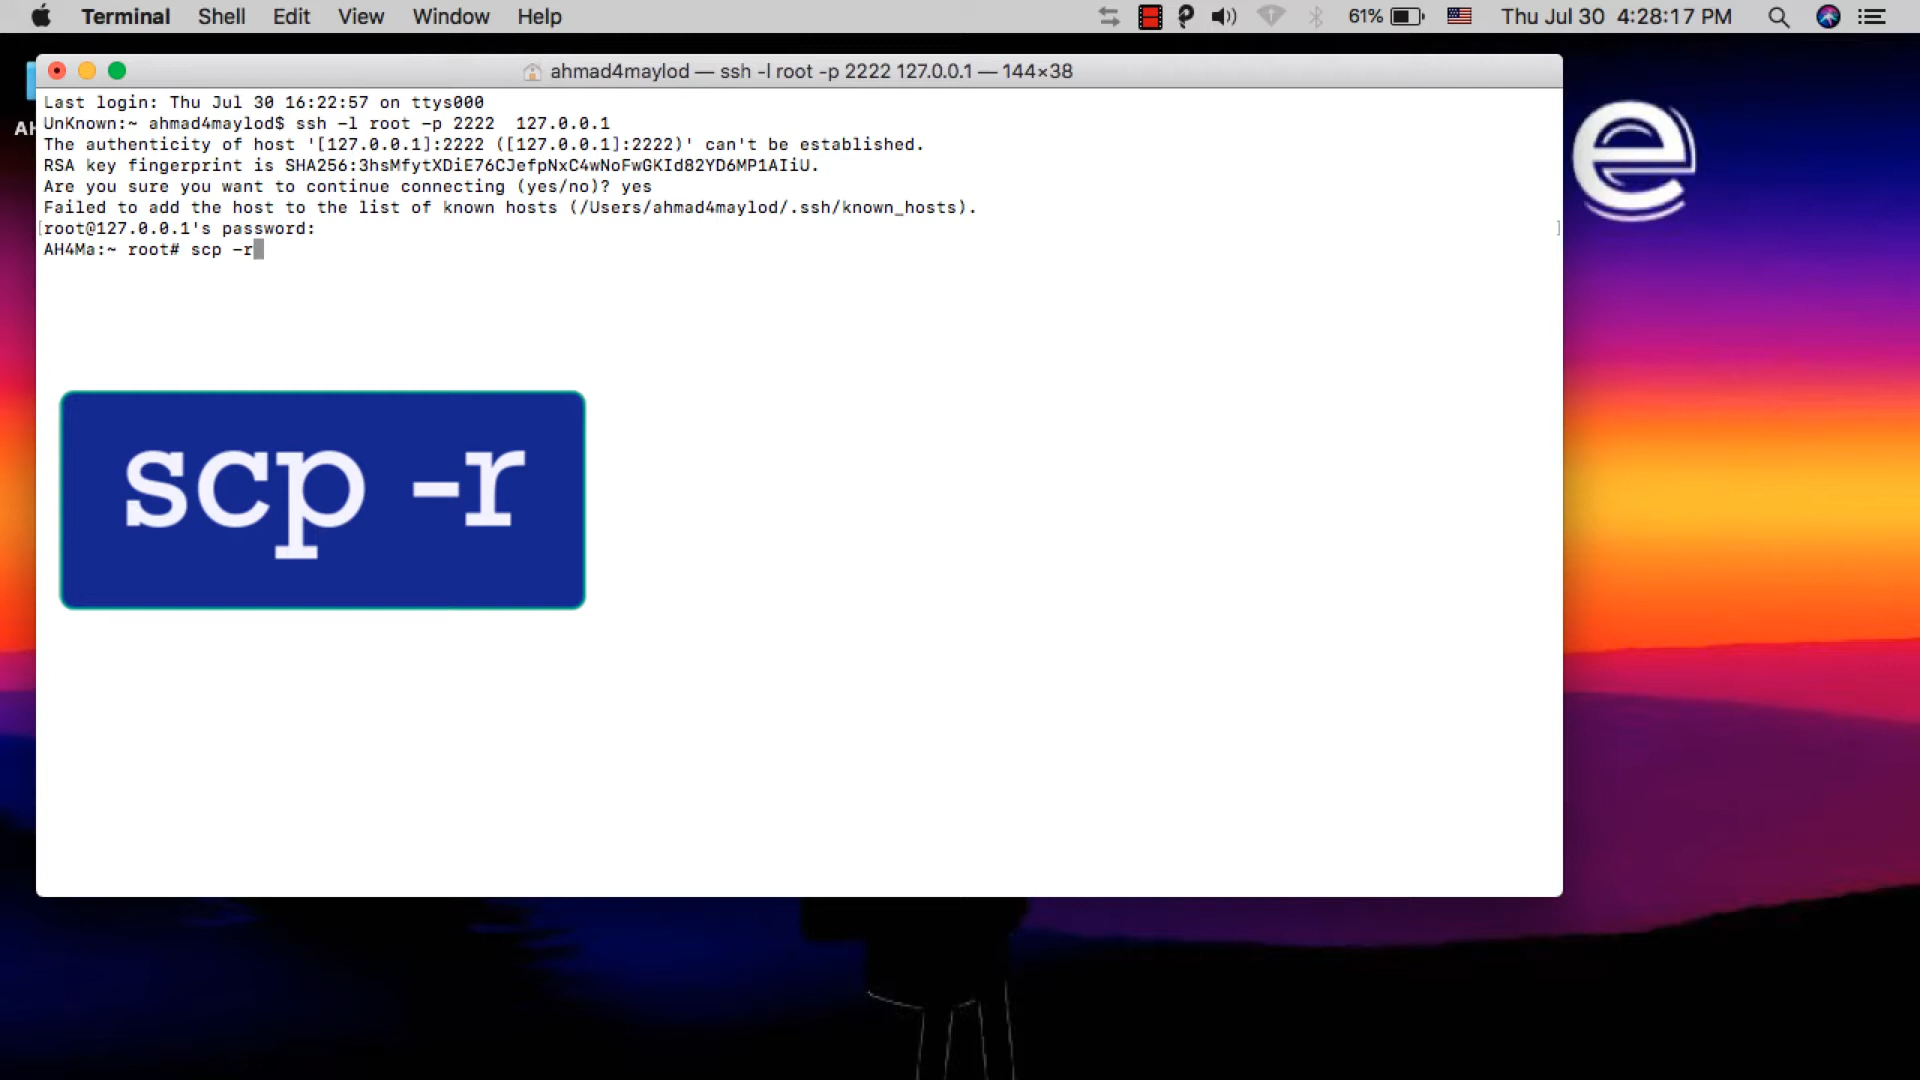 Terminal Shell Edit View Window Help 61% Thu Jul 30 4:28:17 PM
ahmad4maylod — ssh -l root -p 2222 127.0.0.1 — 144×38
Last login: Thu Jul 30 16:22:57 on ttys000
UnKnown:~ ahmad4maylod$ ssh -l root -p 2222  127.0.0.1
The authenticity of host '[127.0.0.1]:2222 ([127.0.0.1]:2222)' can't be established.
RSA key fingerprint is SHA256:3hsMfytXDiE76CJefpNxC4wNoFwGKId82YD6MP1AIiU.
Are you sure you want to continue connecting (yes/no)? yes
Failed to add the host to the list of known hosts (/Users/ahmad4maylod/.ssh/known_hosts).
[root@127.0.0.1's password: ]
AH4Ma:~ root# scp -r
scp -r
e